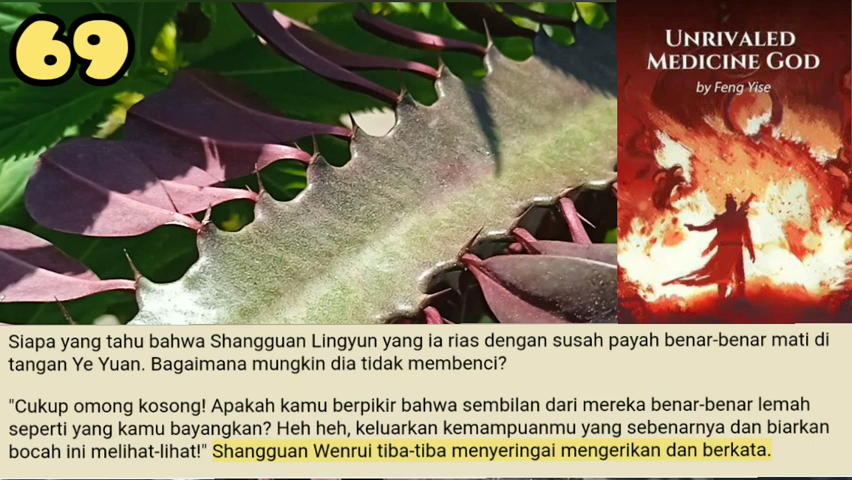 69
UNRIVALED
MEDICINE GOD
by Feng Yise
Siapa yang tahu bahwa Shangguan Lingyun yang ia rias dengan susah payah benar-benar mati di
tangan Ye Yuan. Bagaimana mungkin dia tidak membenci?
"Cukup omong kosong! Apakah kamu berpikir bahwa sembilan dari mereka benar-benar lemah
seperti yang kamu bayangkan? Heh heh, keluarkan kemampuanmu yang sebenarnya dan biarkan
bocah ini melihat-lihat!" Shangguan Wenrui tiba-tiba menyeringai mengerikan dan berkata.